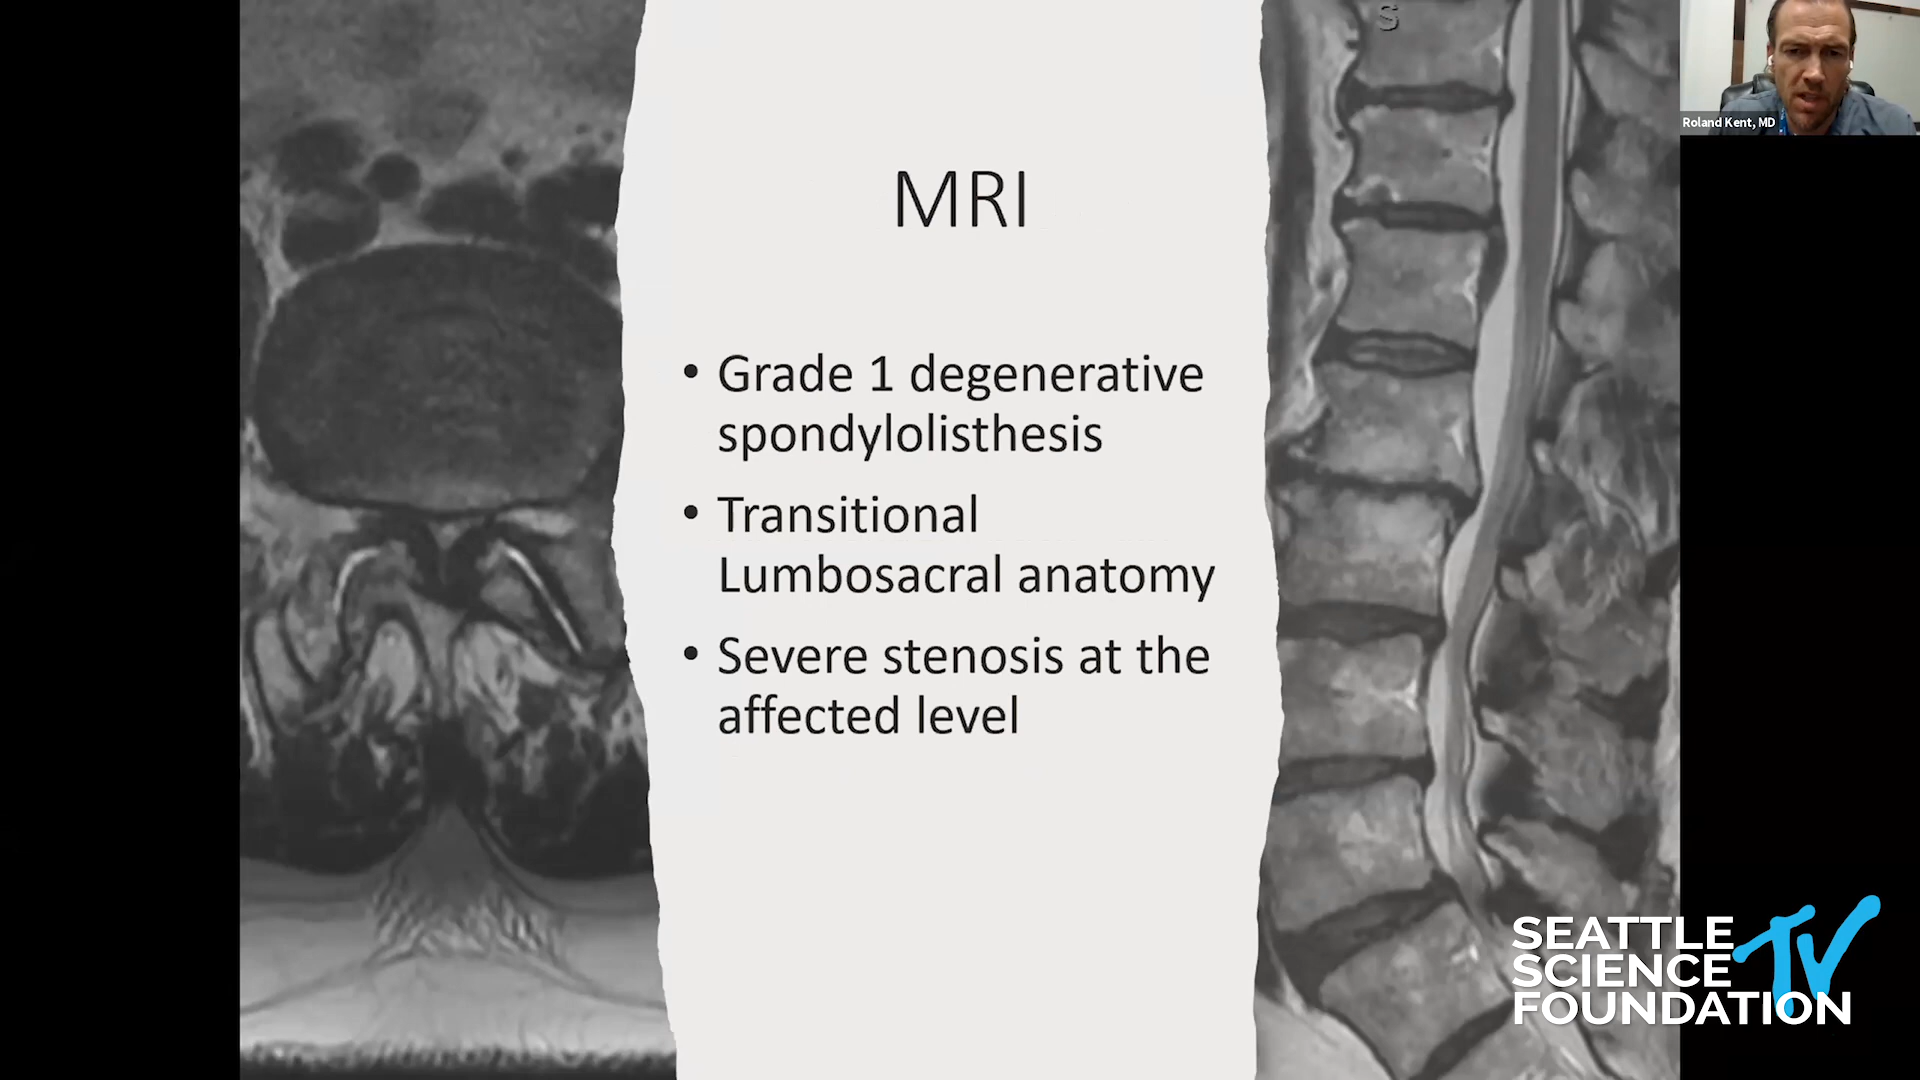 S
MRI
• Grade 1 degenerative
spondylolisthesis
• Transitional
Lumbosacral anatomy
• Severe stenosis at the
affected level
Roland Kent, MD
SEATTLE
SCIENCE
FOUNDATION
TV